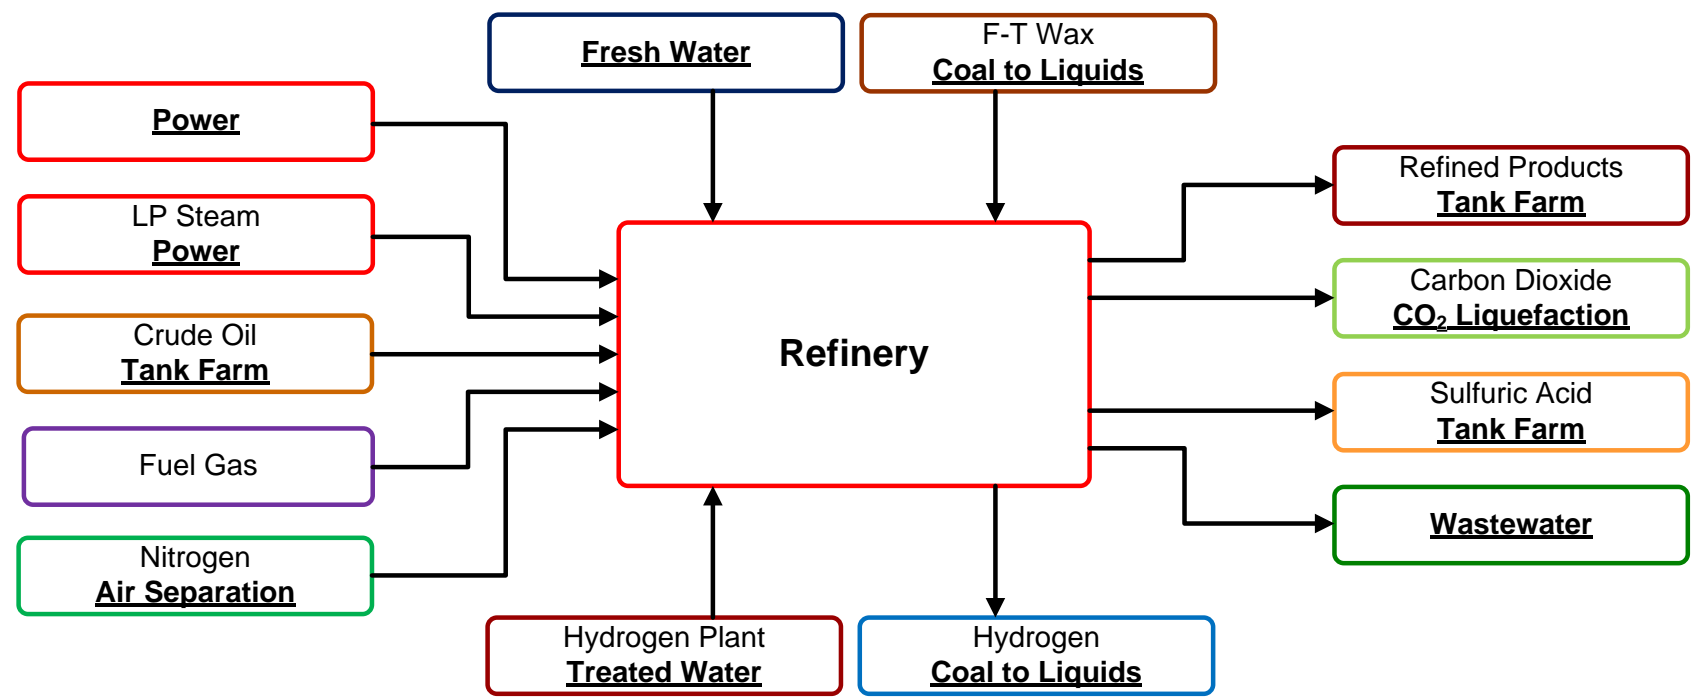 Fresh Water
F-T Wax
Coal to Liquids
Power
LP Steam
Power
Crude Oil
Tank Farm
Fuel Gas
Nitrogen
Air Separation
Refinery
Refined Products
Tank Farm
Carbon Dioxide
CO₂ Liquefaction
Sulfuric Acid
Tank Farm
Wastewater
Hydrogen Plant
Treated Water
Hydrogen
Coal to Liquids